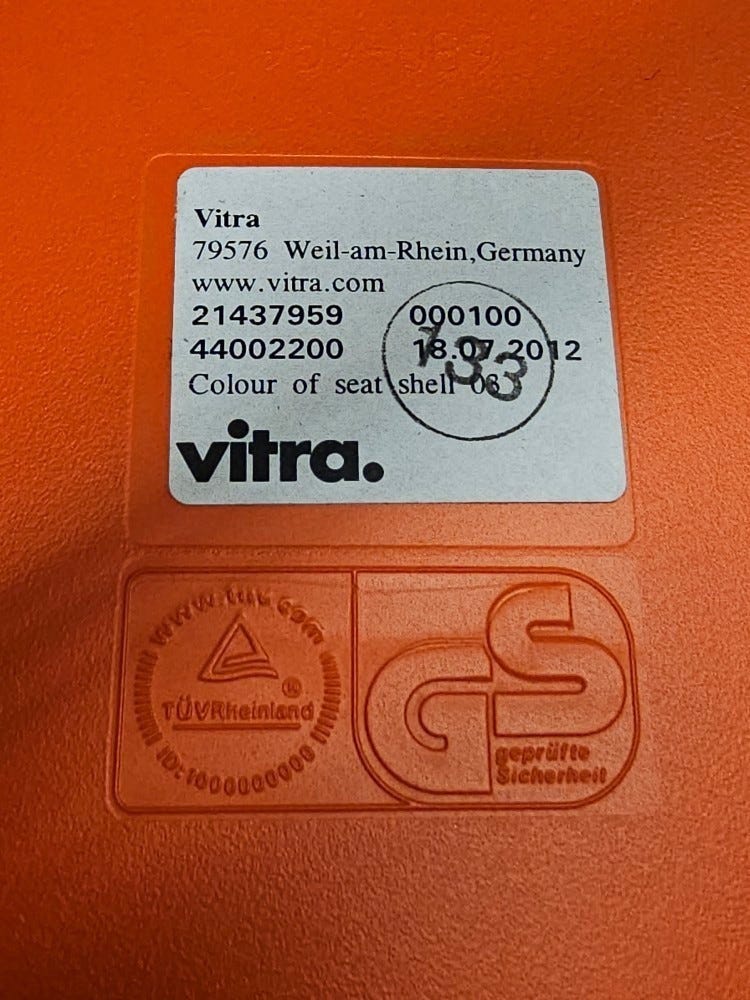 Vitra
79576 Weil-am-Rhein,Germany
www.vitra.com
21437959 000100
44002200 18.07.2012
Colour of seat shell 03
133
vitra.
www.tuv.com
TÜVRheinland
®
ID:1000000000
GS
geprüfte
Sicherheit